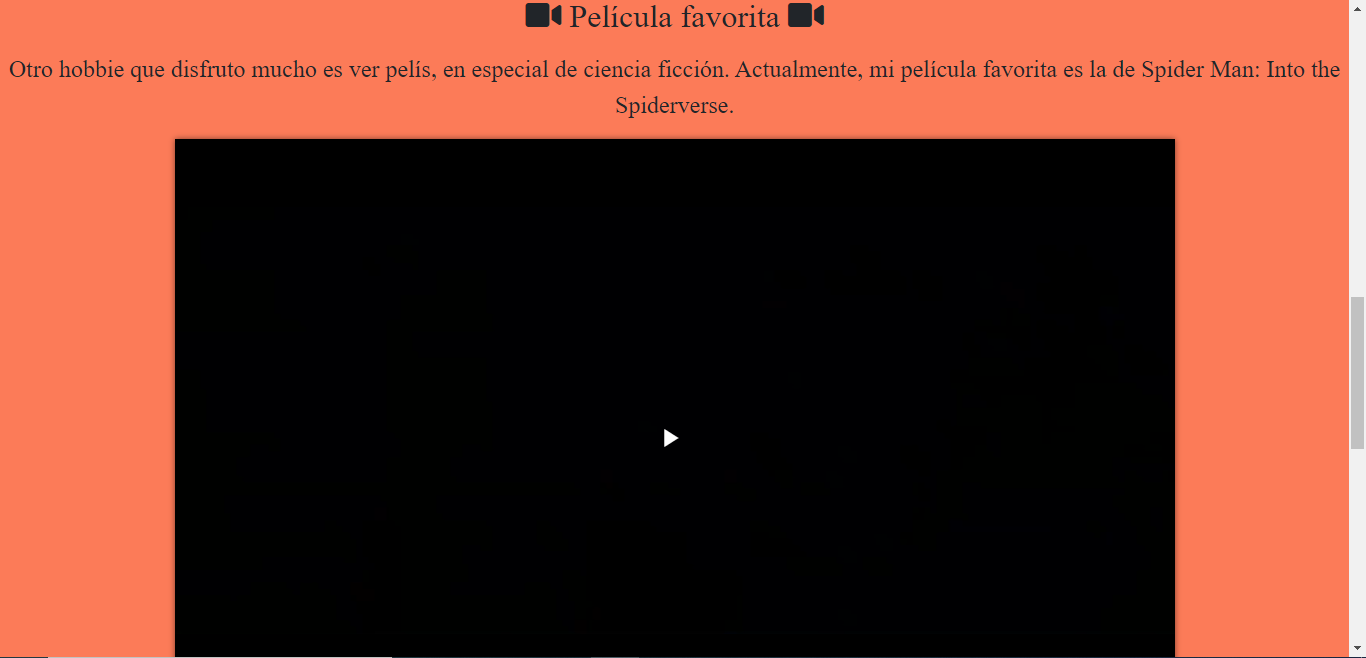 Película favorita
Otro hobbie que disfruto mucho es ver pelís, en especial de ciencia ficción. Actualmente, mi película favorita es la de Spider Man: Into the
Spiderverse.